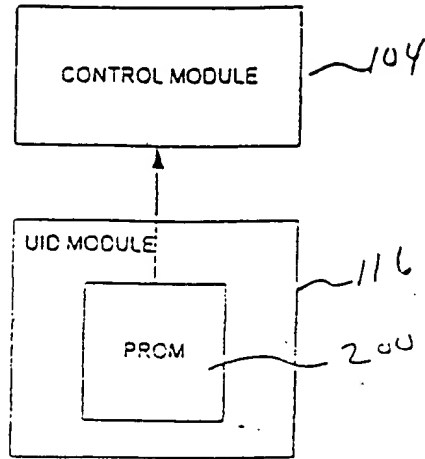 CONTROL MODULE
104
UID MODULE
116
PROM
200